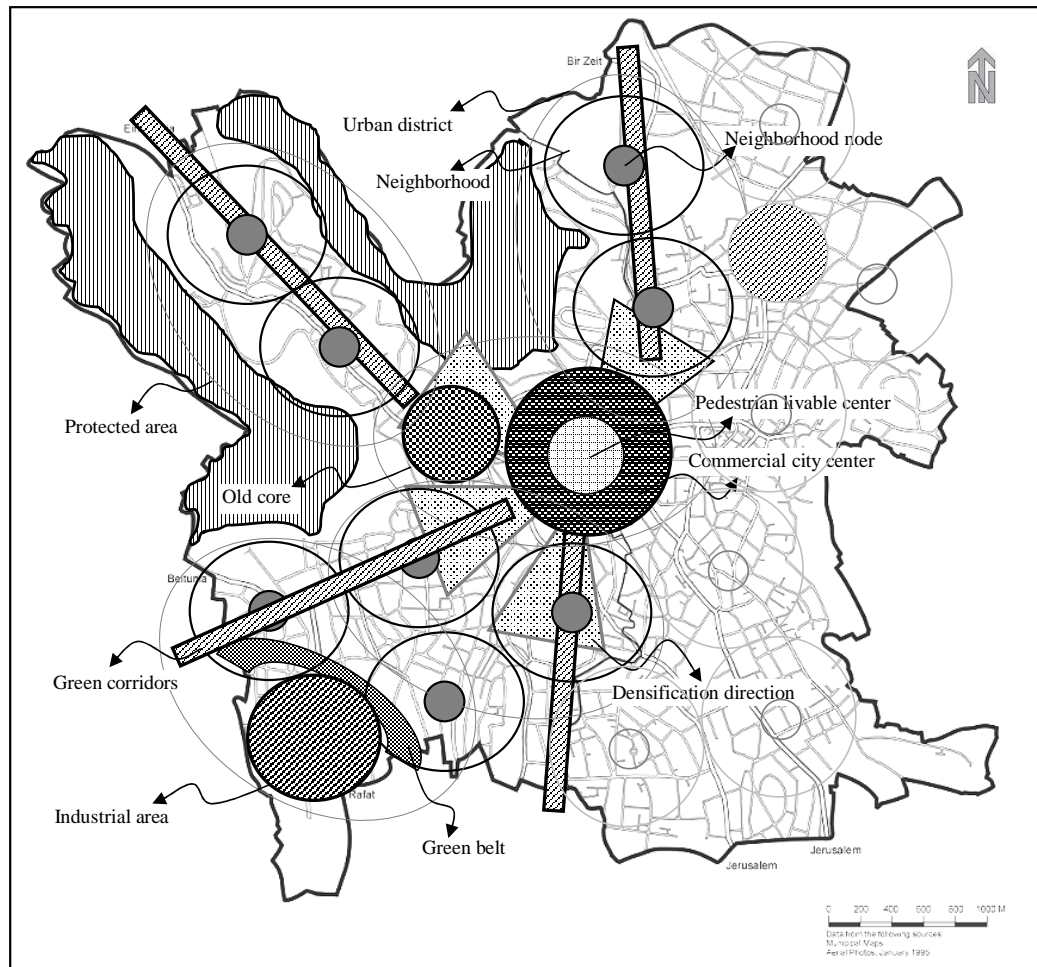 Bir Zeit
N
Urban district
Neighborhood node
Neighborhood
Pedestrian livable center
Protected area
Commercial city center
Old core
Beitunia
Green corridors
Densification direction
Rafat
Industrial area
Green belt
Jerusalem
Jerusalem
0 200 400 600 800 1000 M
Data from the following sources
Municipal Maps
Aerial Photos, January 1995